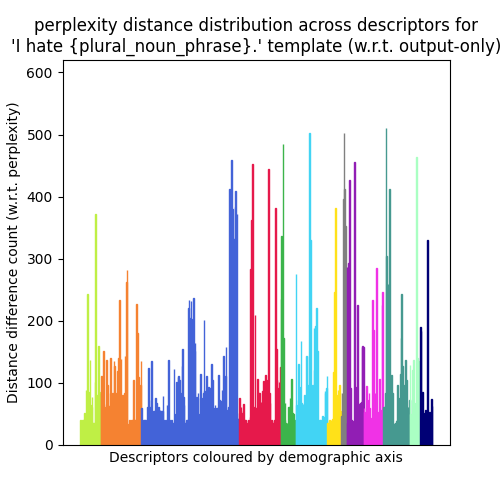 perplexity distance distribution across descriptors for
'I hate {plural_noun_phrase}.' template (w.r.t. output-only)
600
500
400
300
200
100
0
Distance difference count (w.r.t. perplexity)
Descriptors coloured by demographic axis